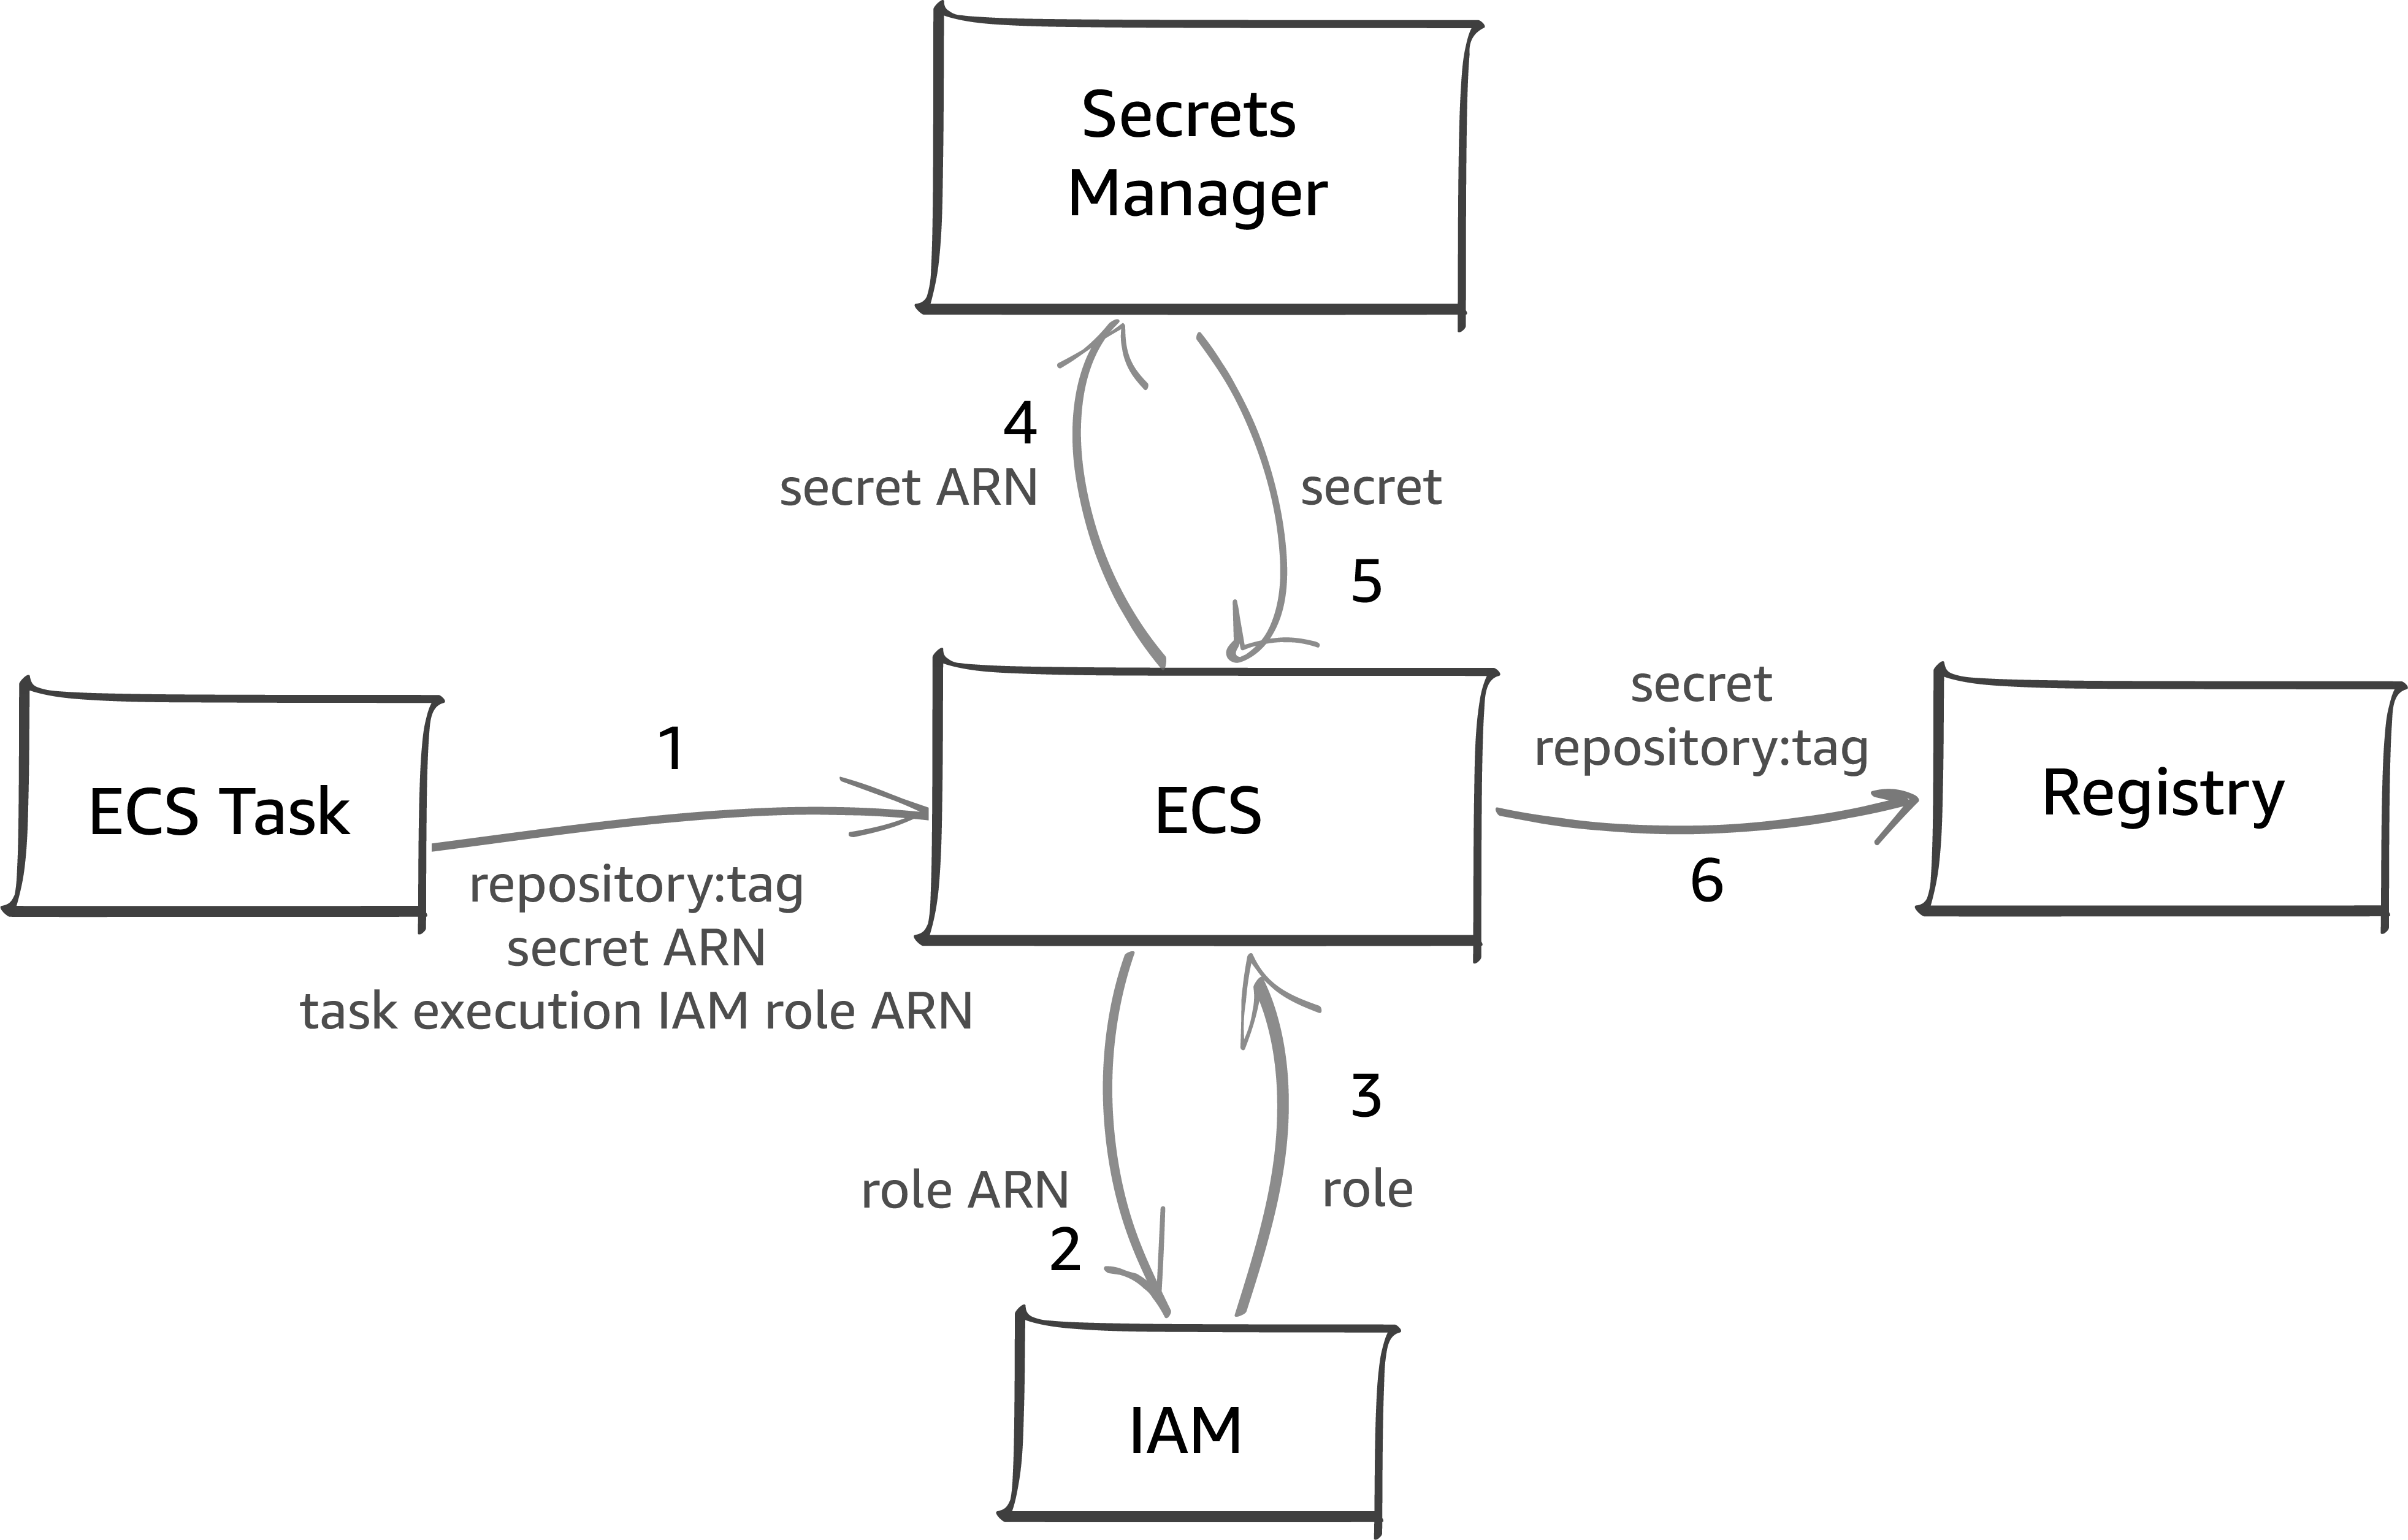 Secrets
Manager
4
secret ARN
secret
5
ECS Task
1
repository:tag
secret ARN
task execution IAM role ARN
ECS
secret
repository:tag
6
Registry
3
role ARN
role
2
IAM